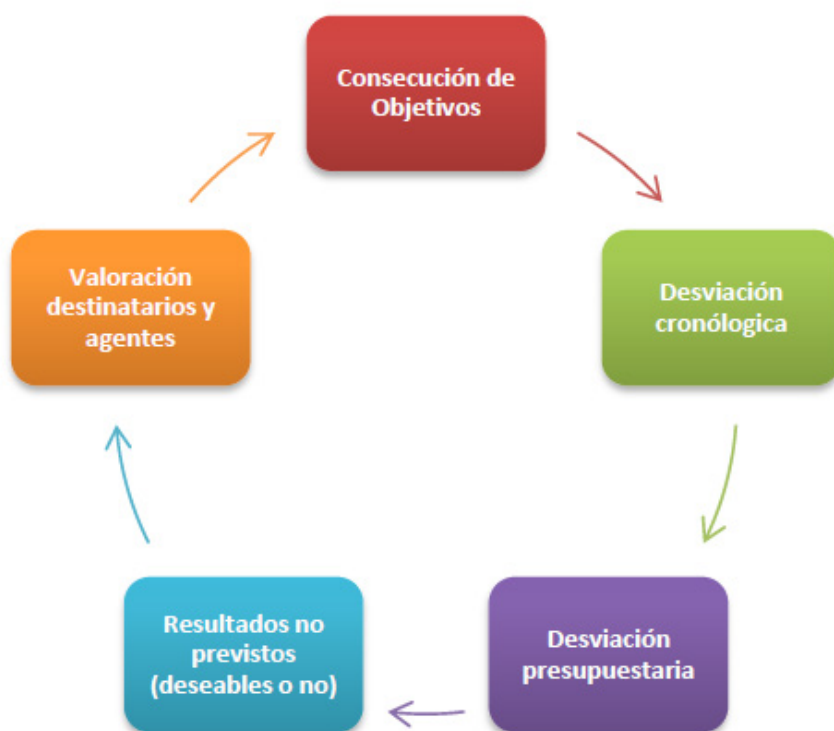 Consecución de
Objetivos
Desviación
cronólogica
Desviación
presupuestaria
Resultados no
previstos
(deseables o no)
Valoración
destinatarios y
agentes